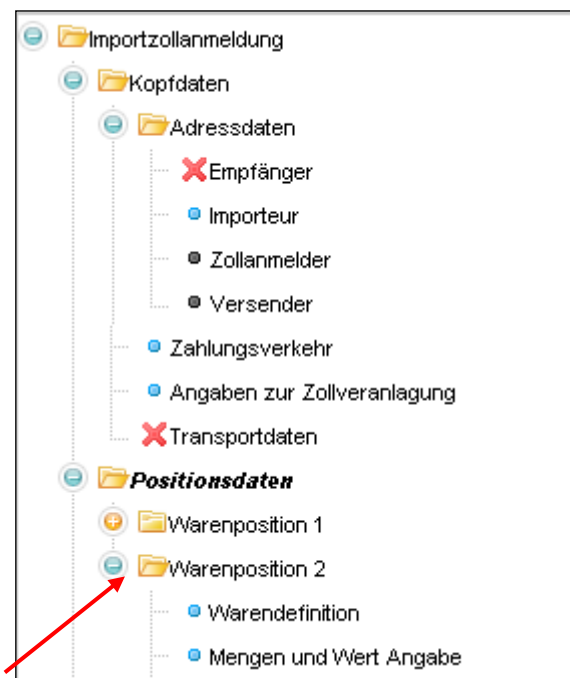 Importzollanmeldung
Kopfdaten
Adressdaten
Empfänger
Importeur
Zollanmelder
Versender
Zahlungsverkehr
Angaben zur Zollveranlagung
Transportdaten
Positionsdaten
Warenposition 1
Warenposition 2
Warendefinition
Mengen und Wert Angabe